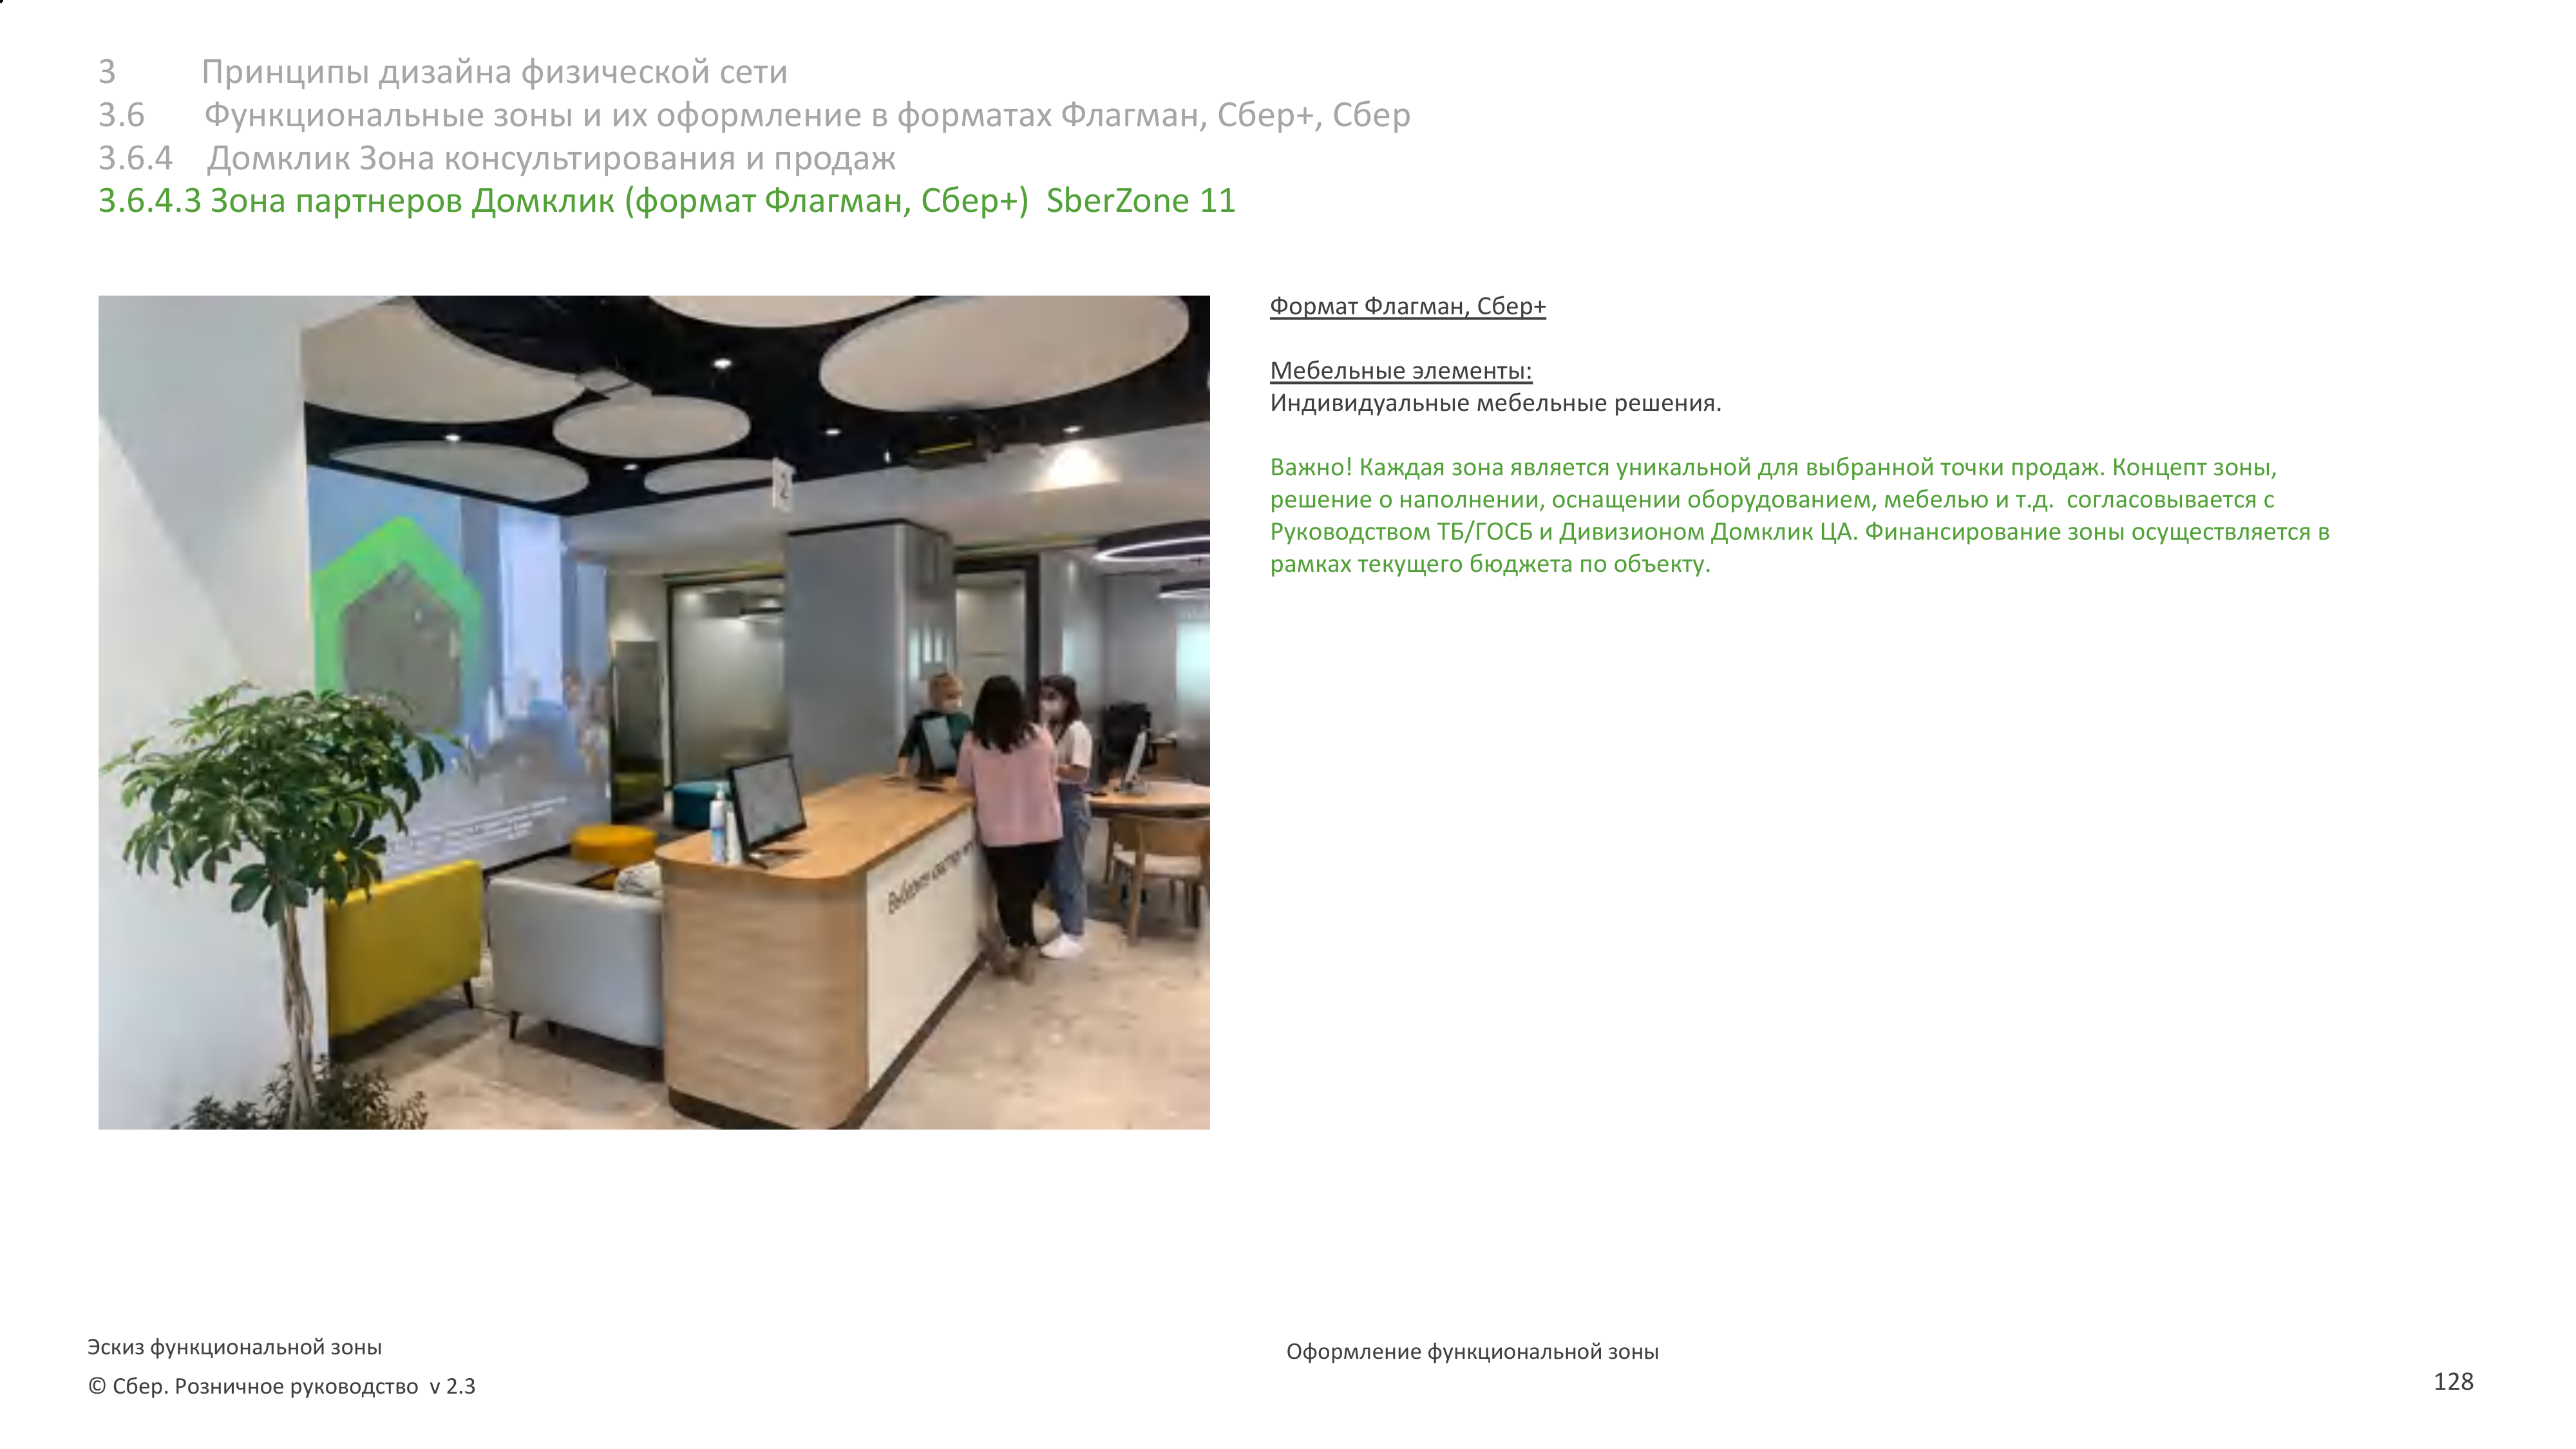 3 Принципы дизайна физической сети
3.6 Функциональные зоны и их оформление в форматах Флагман, Сбер+, Сбер
3.6.4 Домклик Зона консультирования и продаж
3.6.4.3 Зона партнеров Домклик (формат Флагман, Сбер+) SberZone 11
Формат Флагман, Сбер+
Мебельные элементы:
Индивидуальные мебельные решения.
Важно! Каждая зона является уникальной для выбранной точки продаж. Концепт зоны,
решение о наполнении, оснащении оборудованием, мебелью и т.д. согласовывается с
Руководством ТБ/ГОСБ и Дивизионом Домклик ЦА. Финансирование зоны осуществляется в
рамках текущего бюджета по объекту.
2
Выберите квартиру
Эскиз функциональной зоны
Оформление функциональной зоны
© Сбер. Розничное руководство v 2.3
128